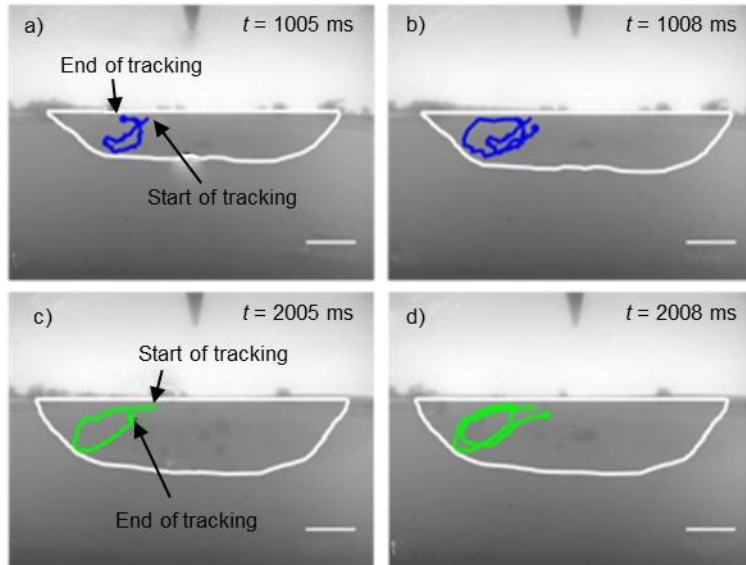 a)
t = 1005 ms
End of tracking
Start of tracking
b)
t = 1008 ms
c)
t = 2005 ms
Start of tracking
End of tracking
d)
t = 2008 ms